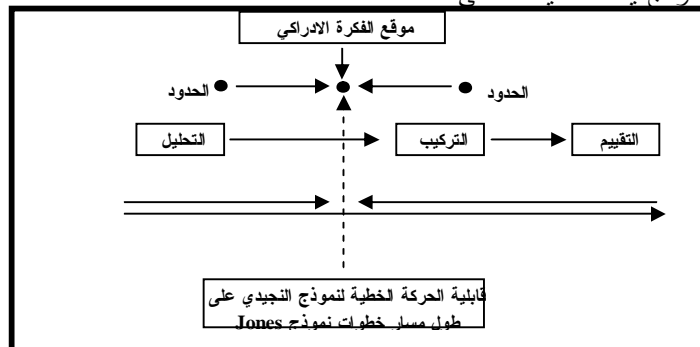 موقع الفكرة الادراكي
الحدود
الحدود
التحليل
التركيب
التقييم
قابلية الحركة الخطية لنموذج النجيدي على
طول مسار خطوات نموذج Jones